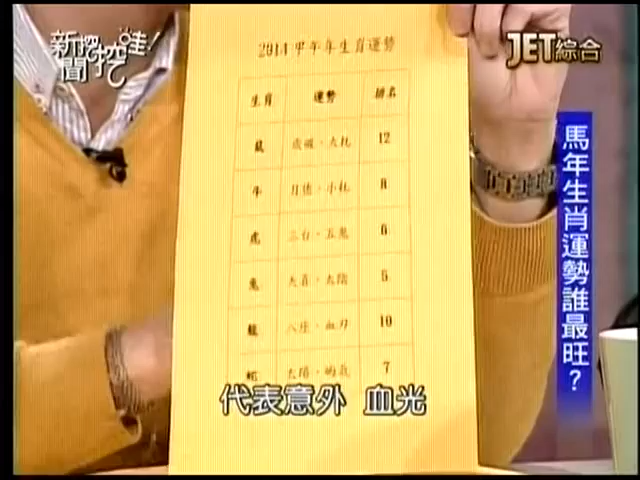 新聞挖挖哇!
JET綜合
2014甲午年生肖運勢
生肖 運勢 排名
鼠 歲破·大耗 12
牛 月德·小耗 8
虎 三台·五鬼 6
兔 太陰 5
龍 八座·血刃 10
蛇 7
馬年生肖運勢誰最旺?
代表意外 血光